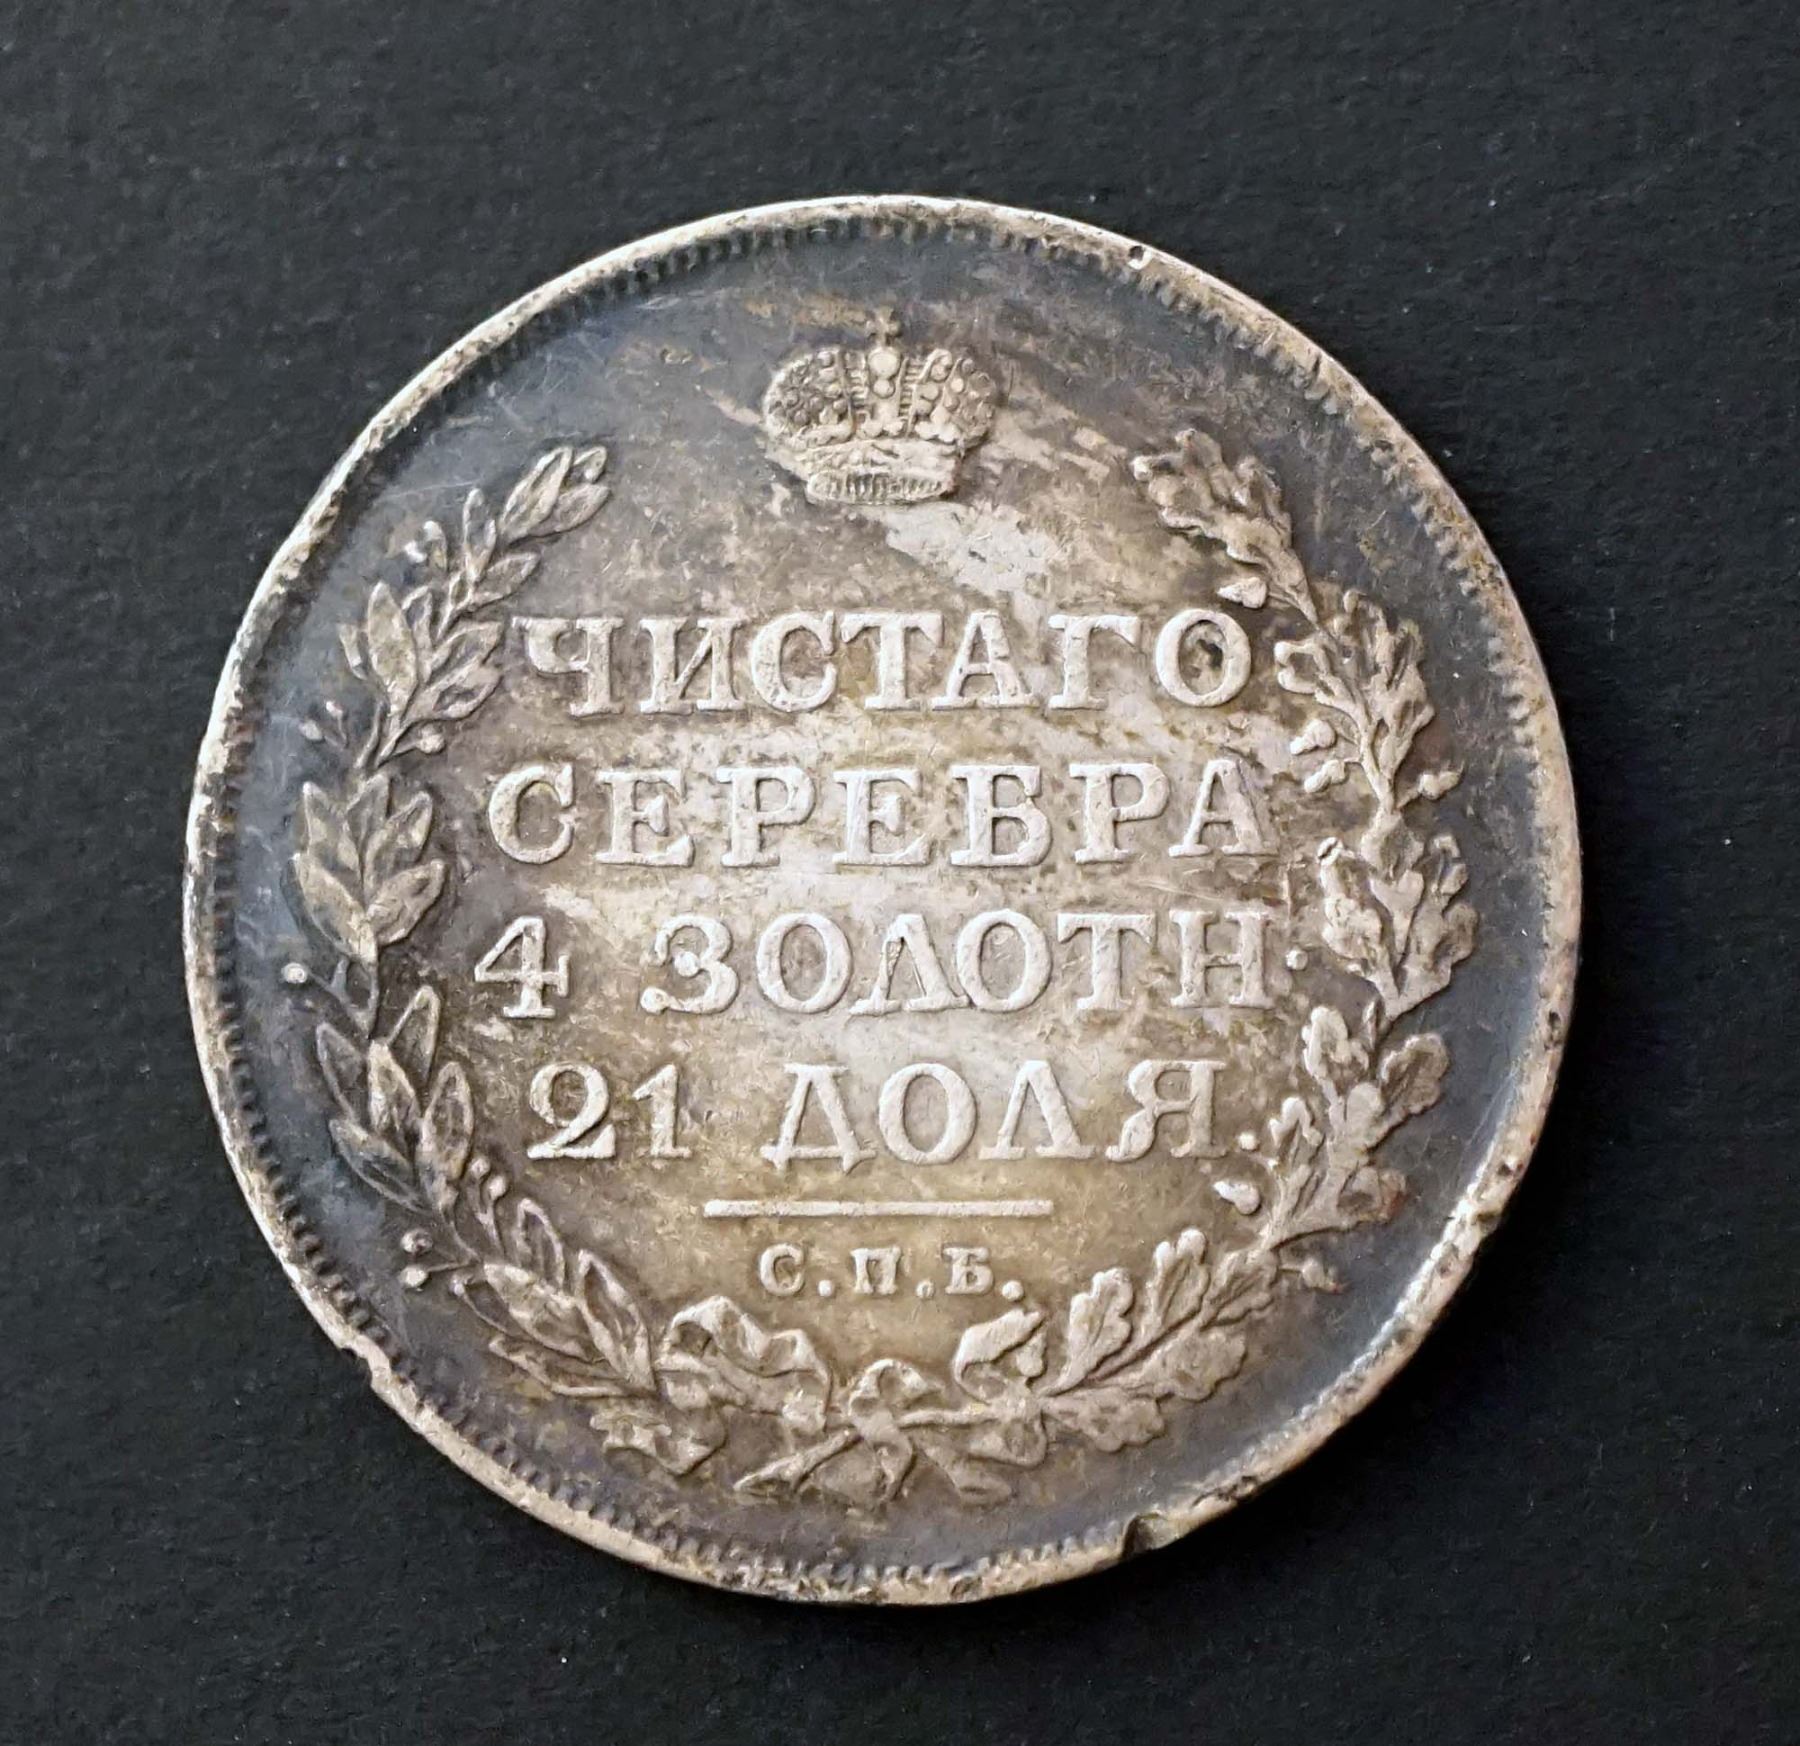 ЧИСТАГО
СЕРЕБРА
4 ЗОЛОТН.
21 ДОЛЯ.
С.П.Б.